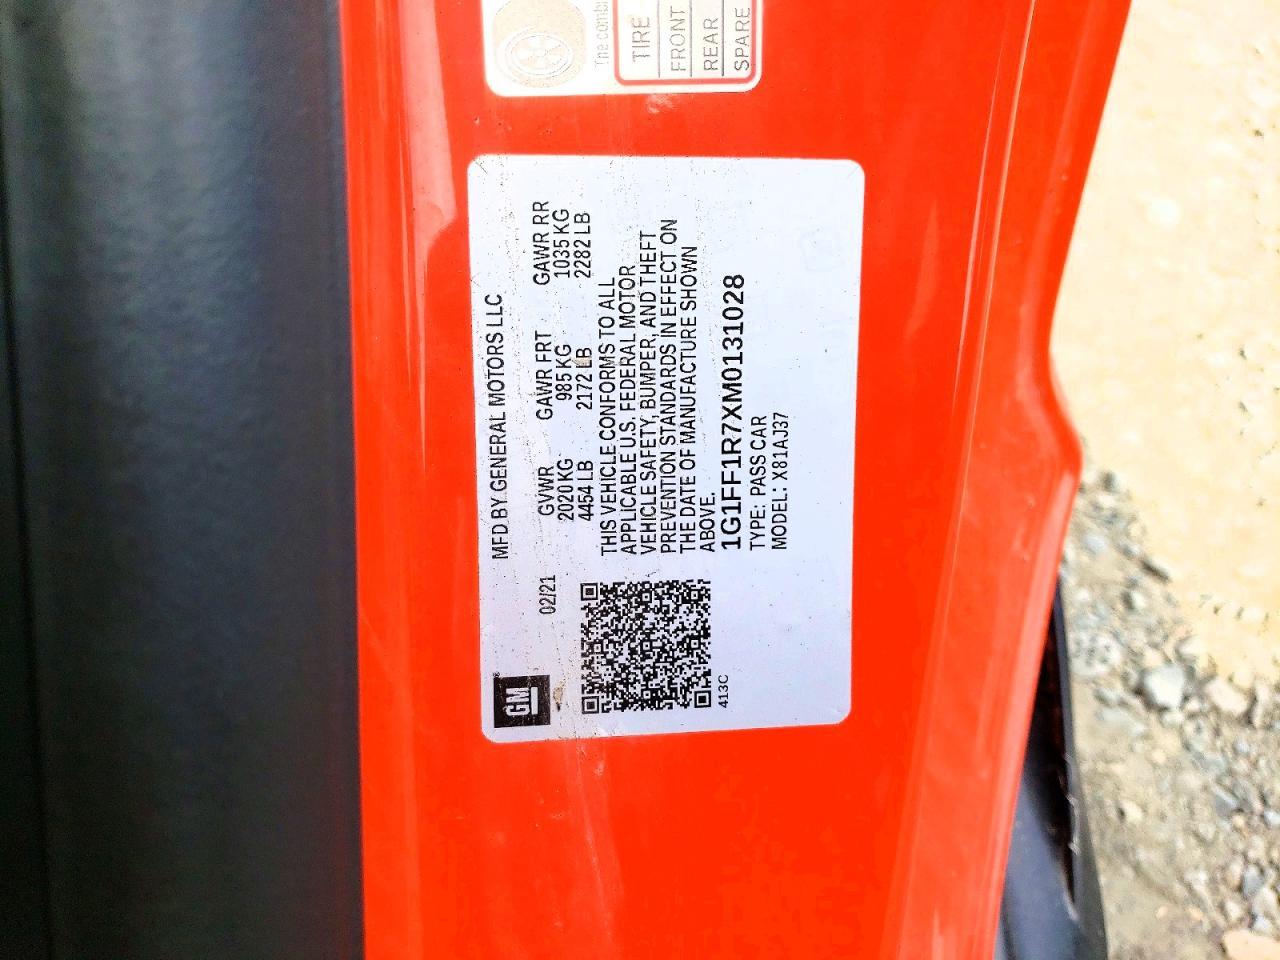 GM
MFD BY GENERAL MOTORS LLC
02/21
GVWR GAWR FRT GAWR RR
2020 KG 985 KG 1035 KG
4454 LB 2172 LB 2282 LB
THIS VEHICLE CONFORMS TO ALL
APPLICABLE U.S. FEDERAL MOTOR
VEHICLE SAFETY, BUMPER, AND THEFT
PREVENTION STANDARDS IN EFFECT ON
THE DATE OF MANUFACTURE SHOWN
ABOVE.
1G1FF1R7XM0131028
TYPE: PASS CAR
MODEL: X81AJ37
413C
The combi
TIRE
FRONT
REAR
SPARE